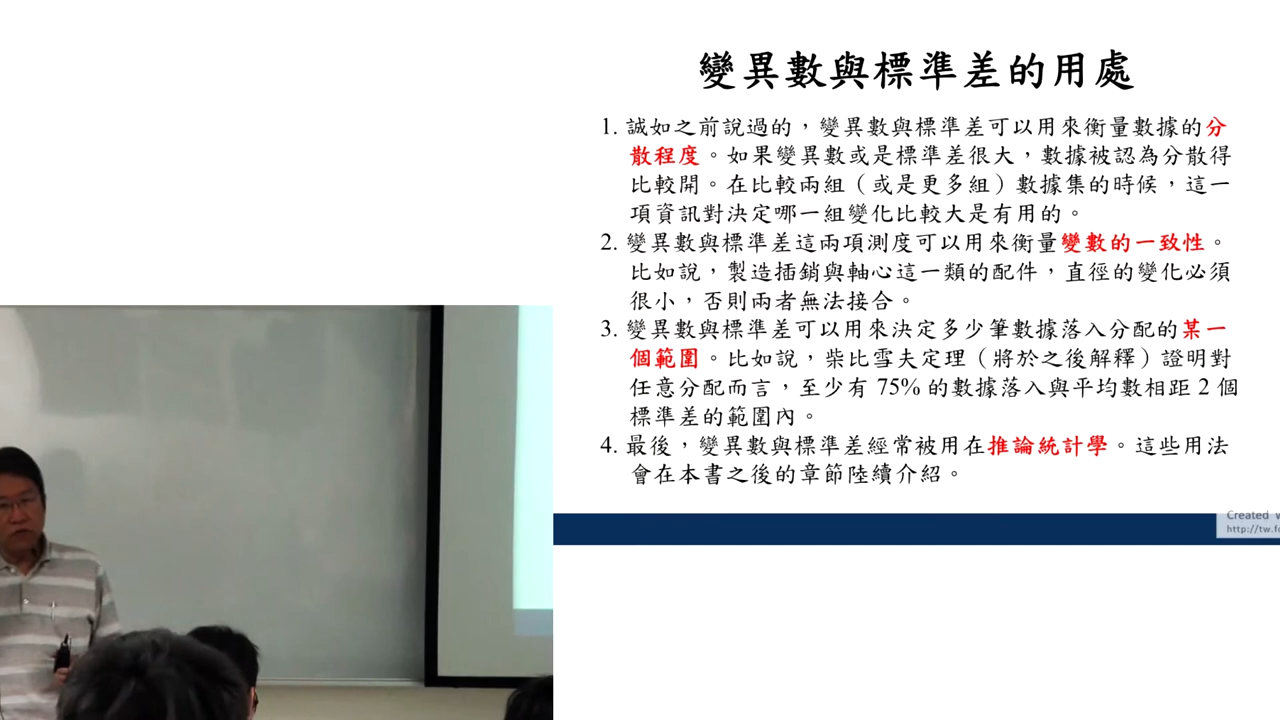 變異數與標準差的用處
1. 誠如之前說過的，變異數與標準差可以用來衡量數據的分
散程度。如果變異數或是標準差很大，數據被認為分散得
比較開。在比較兩組（或是更多組）數據集的時候，這一
項資訊對決定哪一組變化比較大是有用的。
2. 變異數與標準差這兩項測度可以用來衡量變數的一致性。
比如說，製造插銷與軸心這一類的配件，直徑的變化必須
很小，否則兩者無法接合。
3. 變異數與標準差可以用來決定多少筆數據落入分配的某一
個範圍。比如說，柴比雪夫定理（將於之後解釋）證明對
任意分配而言，至少有 75% 的數據落入與平均數相距 2 個
標準差的範圍內。
4. 最後，變異數與標準差經常被用在推論統計學。這些用法
會在本書之後的章節陸續介紹。
Created
http://tw.f